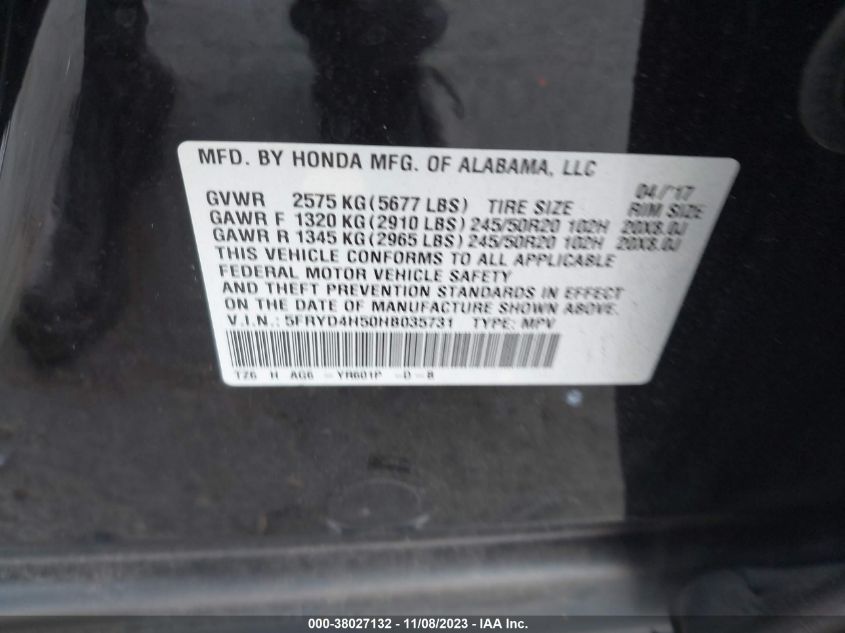 MFD. BY HONDA MFG. OF ALABAMA, LLC
04/'17
GVWR 2575 KG (5677 LBS) TIRE SIZE RIM SIZE
GAWR F 1320 KG (2910 LBS) 245/50R20 102H 20X8.0J
GAWR R 1345 KG (2965 LBS) 245/50R20 102H 20X8.0J
THIS VEHICLE CONFORMS TO ALL APPLICABLE
FEDERAL MOTOR VEHICLE SAFETY
AND THEFT PREVENTION STANDARDS IN EFFECT
ON THE DATE OF MANUFACTURE SHOWN ABOVE.
V.I.N.: 5FRYD4H50HB035731 TYPE: MPV
TZ6 H AG6 - YR601P -D-8
000-38027132 - 11/08/2023 - IAA Inc.